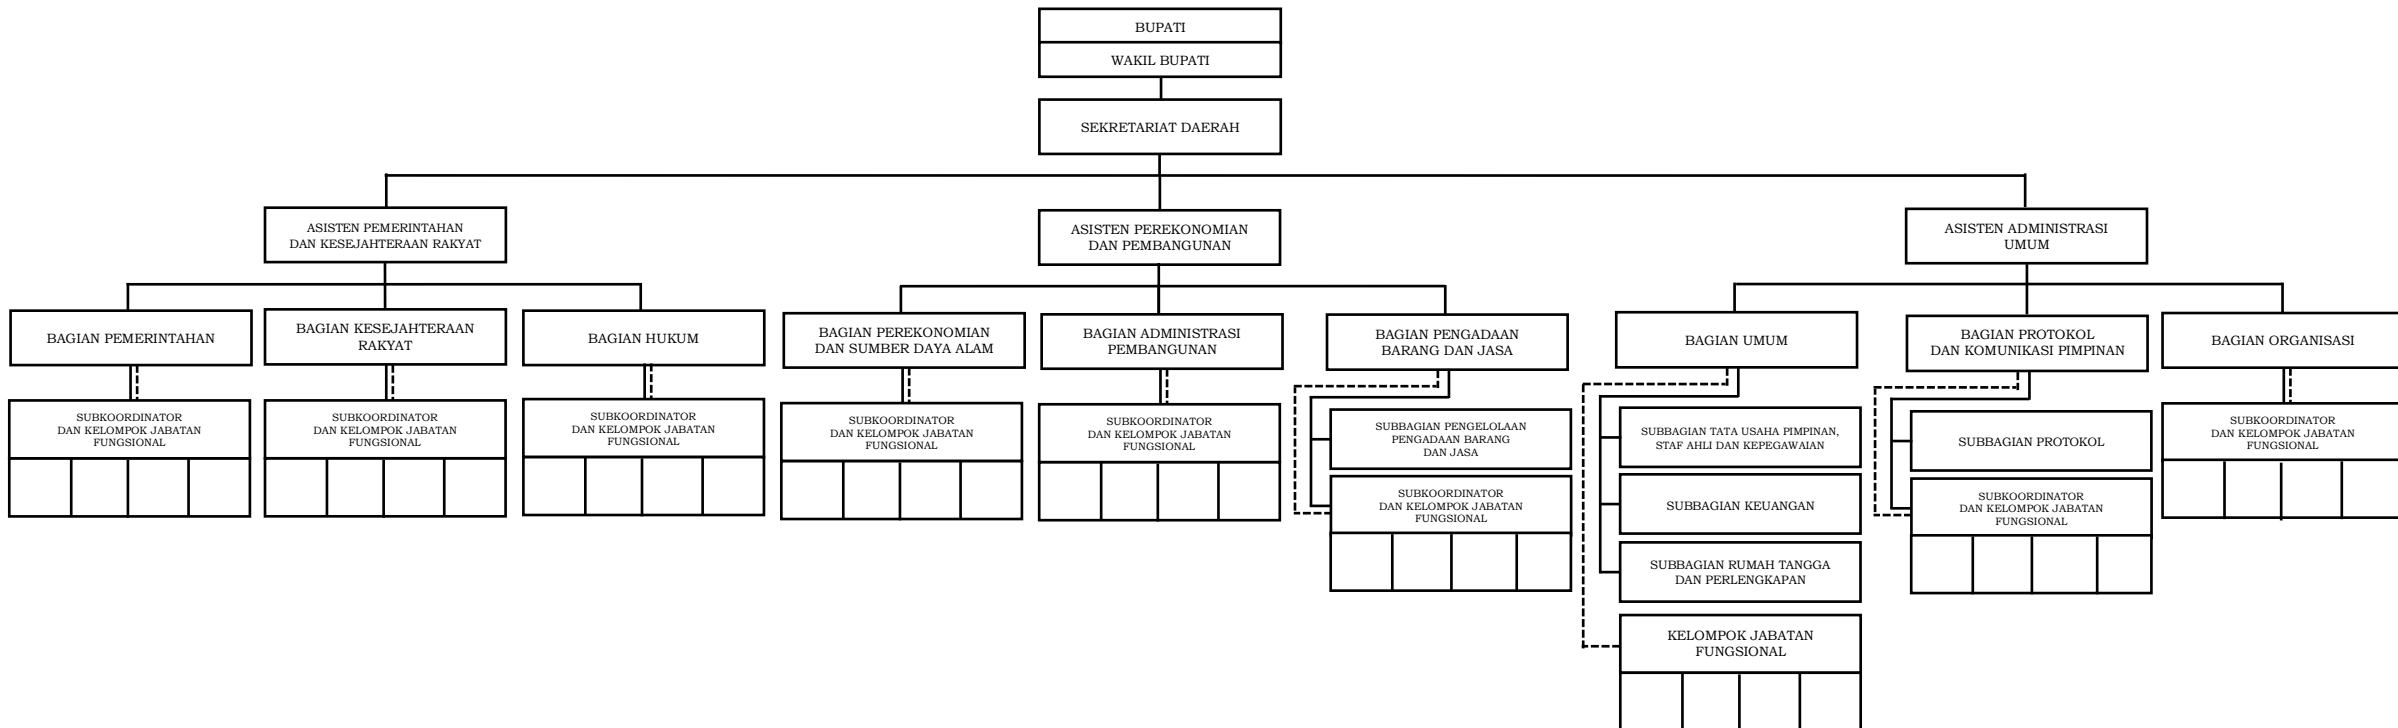 BUPATI
WAKIL BUPATI
SEKRETARIAT DAERAH
ASISTEN PEMERINTAHAN
DAN KESEJAHTERAAN RAKYAT
ASISTEN PEREKONOMIAN
DAN PEMBANGUNAN
ASISTEN ADMINISTRASI
UMUM
BAGIAN PEMERINTAHAN
BAGIAN KESEJAHTERAAN
RAKYAT
BAGIAN HUKUM
BAGIAN PEREKONOMIAN
DAN SUMBER DAYA ALAM
BAGIAN ADMINISTRASI
PEMBANGUNAN
BAGIAN PENGADAAN
BARANG DAN JASA
BAGIAN UMUM
BAGIAN PROTOKOL
DAN KOMUNIKASI PIMPINAN
BAGIAN ORGANISASI
SUBKOORDINATOR
DAN KELOMPOK JABATAN
FUNGSIONAL
SUBKOORDINATOR
DAN KELOMPOK JABATAN
FUNGSIONAL
SUBKOORDINATOR
DAN KELOMPOK JABATAN
FUNGSIONAL
SUBKOORDINATOR
DAN KELOMPOK JABATAN
FUNGSIONAL
SUBKOORDINATOR
DAN KELOMPOK JABATAN
FUNGSIONAL
SUBBAGIAN PENGELOLAAN
PENGADAAN BARANG
DAN JASA
SUBKOORDINATOR
DAN KELOMPOK JABATAN
FUNGSIONAL
SUBBAGIAN TATA USAHA PIMPINAN,
STAF AHLI DAN KEPEGAWAIAN
SUBBAGIAN KEUANGAN
SUBBAGIAN RUMAH TANGGA
DAN PERLENGKAPAN
KELOMPOK JABATAN
FUNGSIONAL
SUBBAGIAN PROTOKOL
SUBKOORDINATOR
DAN KELOMPOK JABATAN
FUNGSIONAL
SUBKOORDINATOR
DAN KELOMPOK JABATAN
FUNGSIONAL